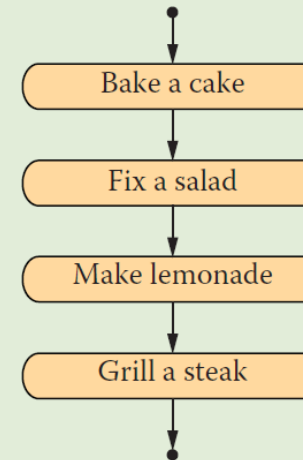 Bake a cake
Fix a salad
Make lemonade
Grill a steak